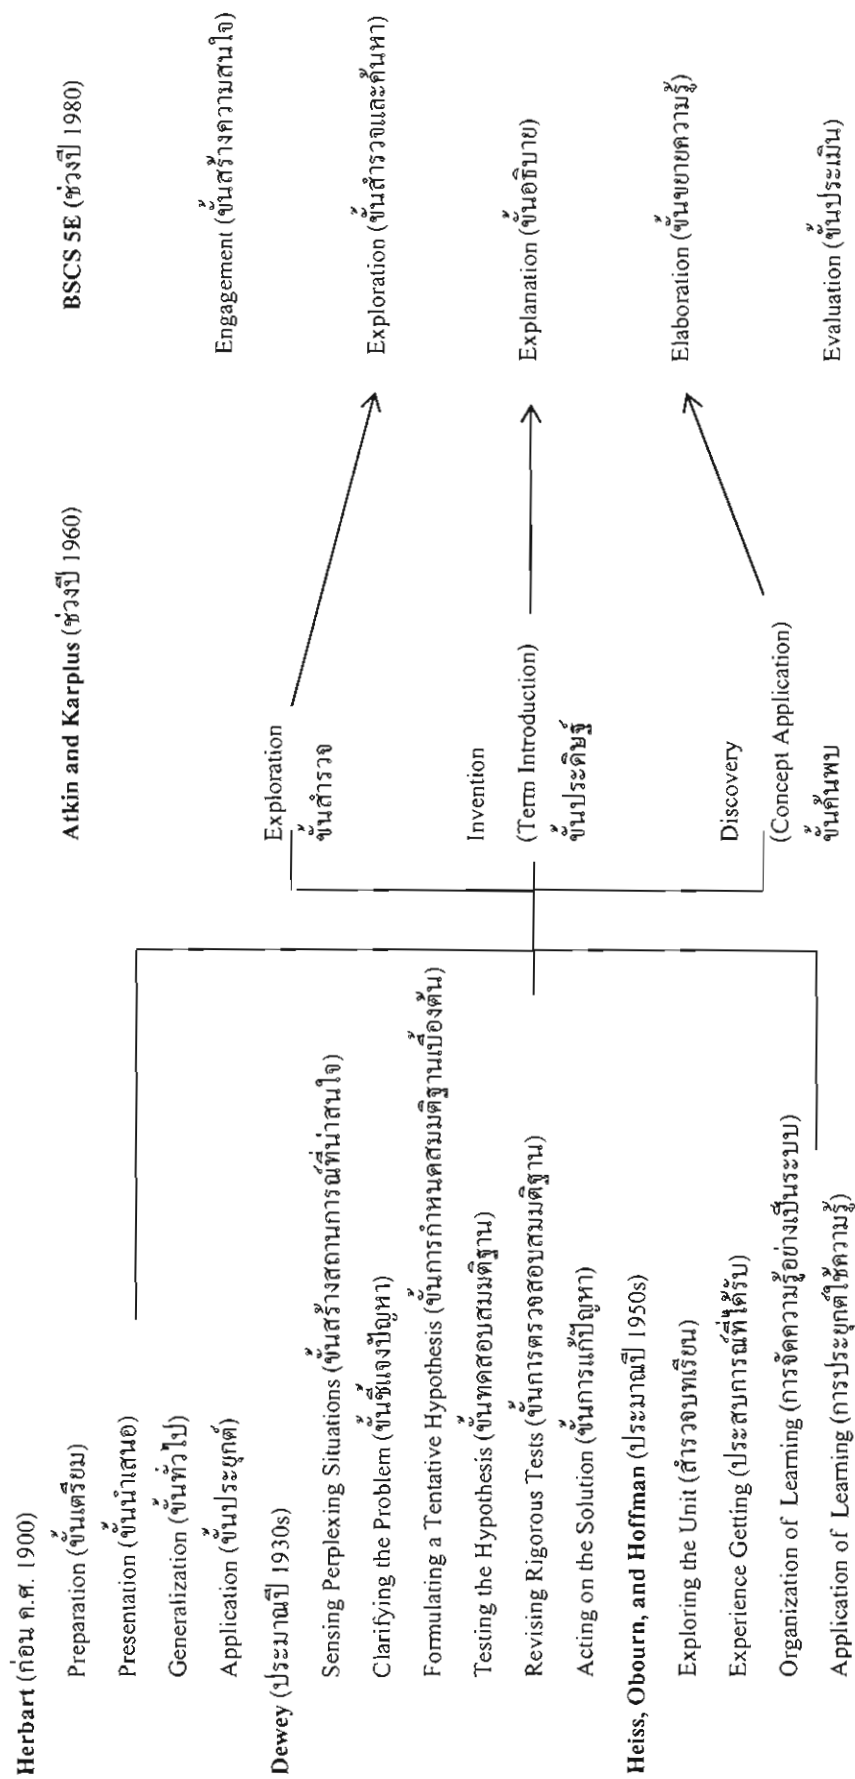 Herbart (ก่อน ค.ศ. 1900)
Preparation (ขั้นเตรียม)
Presentation (ขั้นนำเสนอ)
Generalization (ขั้นทั่วไป)
Application (ขั้นประยุกต์)
Dewey (ประมาณปี 1930s)
Sensing Perplexing Situations (ขั้นสร้างสถานการณ์ที่น่าสนใจ)
Clarifying the Problem (ขั้นชี้แจงปัญหา)
Formulating a Tentative Hypothesis (ขั้นการกำหนดสมมติฐานเบื้องต้น)
Testing the Hypothesis (ขั้นทดสอบสมมติฐาน)
Revising Rigorous Tests (ขั้นการตรวจสอบสมมติฐาน)
Acting on the Solution (ขั้นการแก้ปัญหา)
Heiss, Obourn, and Hoffman (ประมาณปี 1950s)
Exploring the Unit (สำรวจบทเรียน)
Experience Getting (ประสบการณ์ที่ได้รับ)
Organization of Learning (การจัดความรู้อย่างเป็นระบบ)
Application of Learning (การประยุกต์ใช้ความรู้)
Atkin and Karplus (ช่วงปี 1960)
Exploration
ขั้นสำรวจ
Invention
(Term Introduction)
ขั้นประดิษฐ์
Discovery
(Concept Application)
ขั้นค้นพบ
BSCS 5E (ช่วงปี 1980)
Engagement (ขั้นสร้างความสนใจ)
Exploration (ขั้นสำรวจและค้นหา)
Explanation (ขั้นอธิบาย)
Elaboration (ขั้นขยายความรู้)
Evaluation (ขั้นประเมิน)